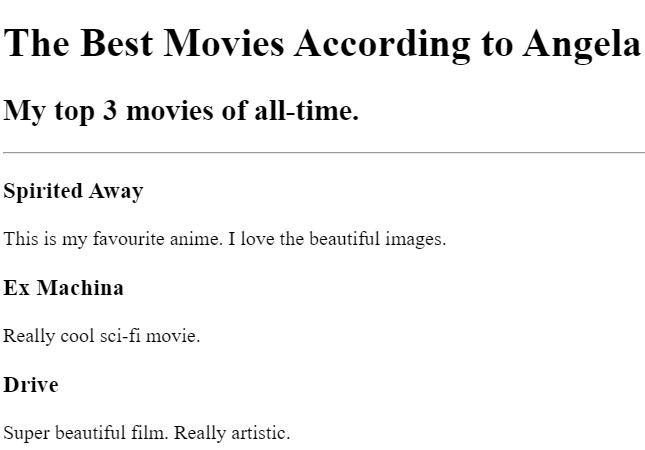 The Best Movies According to Angela
My top 3 movies of all-time.
Spirited Away
This is my favourite anime. I love the beautiful images.
Ex Machina
Really cool sci-fi movie.
Drive
Super beautiful film. Really artistic.